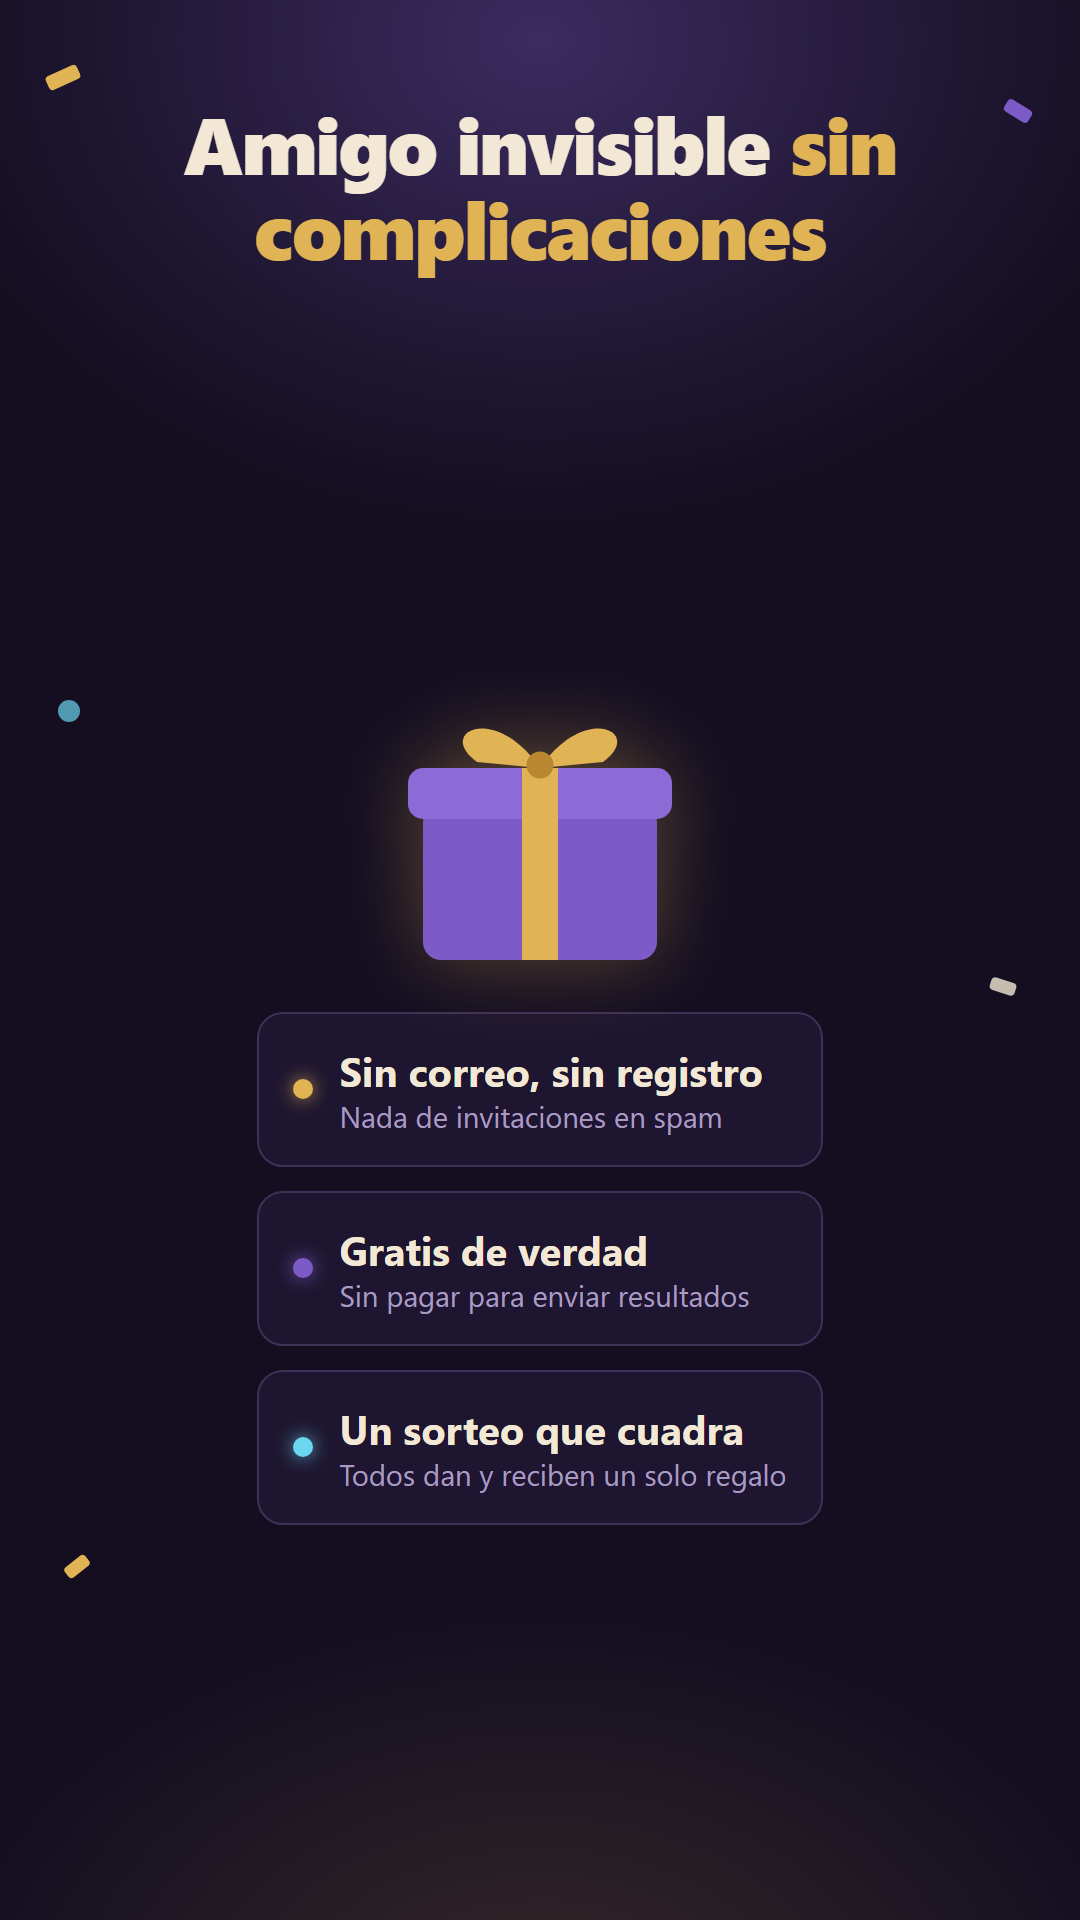 Amigo invisible sin
complicaciones
Sin correo, sin registro
Nada de invitaciones en spam
Gratis de verdad
Sin pagar para enviar resultados
Un sorteo que cuadra
Todos dan y reciben un solo regalo